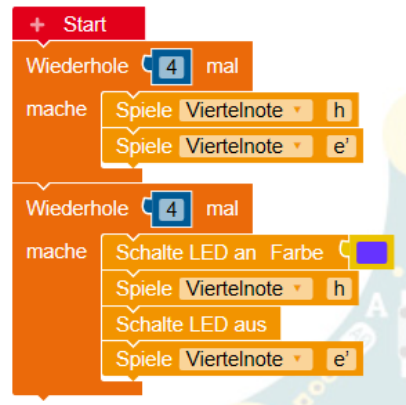 + Start
Wiederhole 4 mal
mache Spiele Viertelnote h
Spiele Viertelnote e'
Wiederhole 4 mal
mache Schalte LED an Farbe
Spiele Viertelnote h
Schalte LED aus
Spiele Viertelnote e'
A